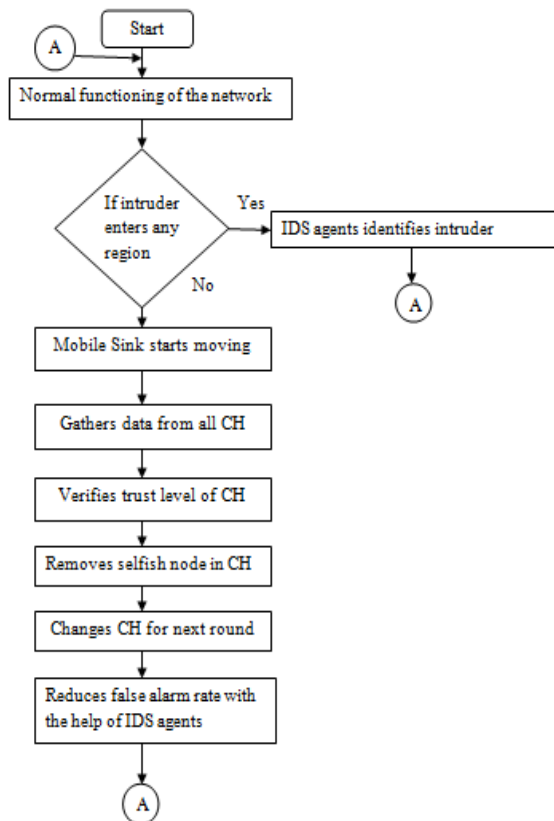 Start
A
Normal functioning of the network
If intruder
enters any
region
Yes
IDS agents identifies intruder
A
No
Mobile Sink starts moving
Gathers data from all CH
Verifies trust level of CH
Removes selfish node in CH
Changes CH for next round
Reduces false alarm rate with
the help of IDS agents
A